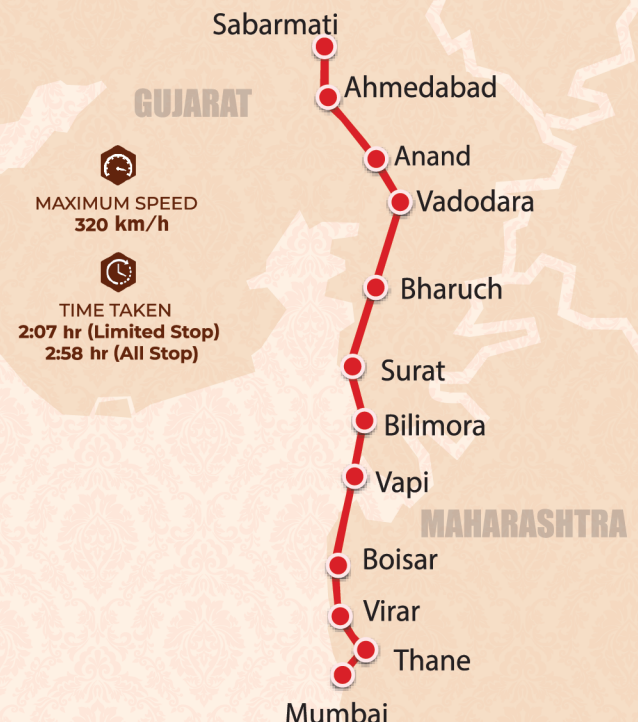 Sabarmati
Ahmedabad
GUJARAT
Anand
MAXIMUM SPEED
320 km/h
Vadodara
Bharuch
TIME TAKEN
2:07 hr (Limited Stop)
2:58 hr (All Stop)
Surat
Bilimora
Vapi
MAHARASHTRA
Boisar
Virar
Thane
Mumbai